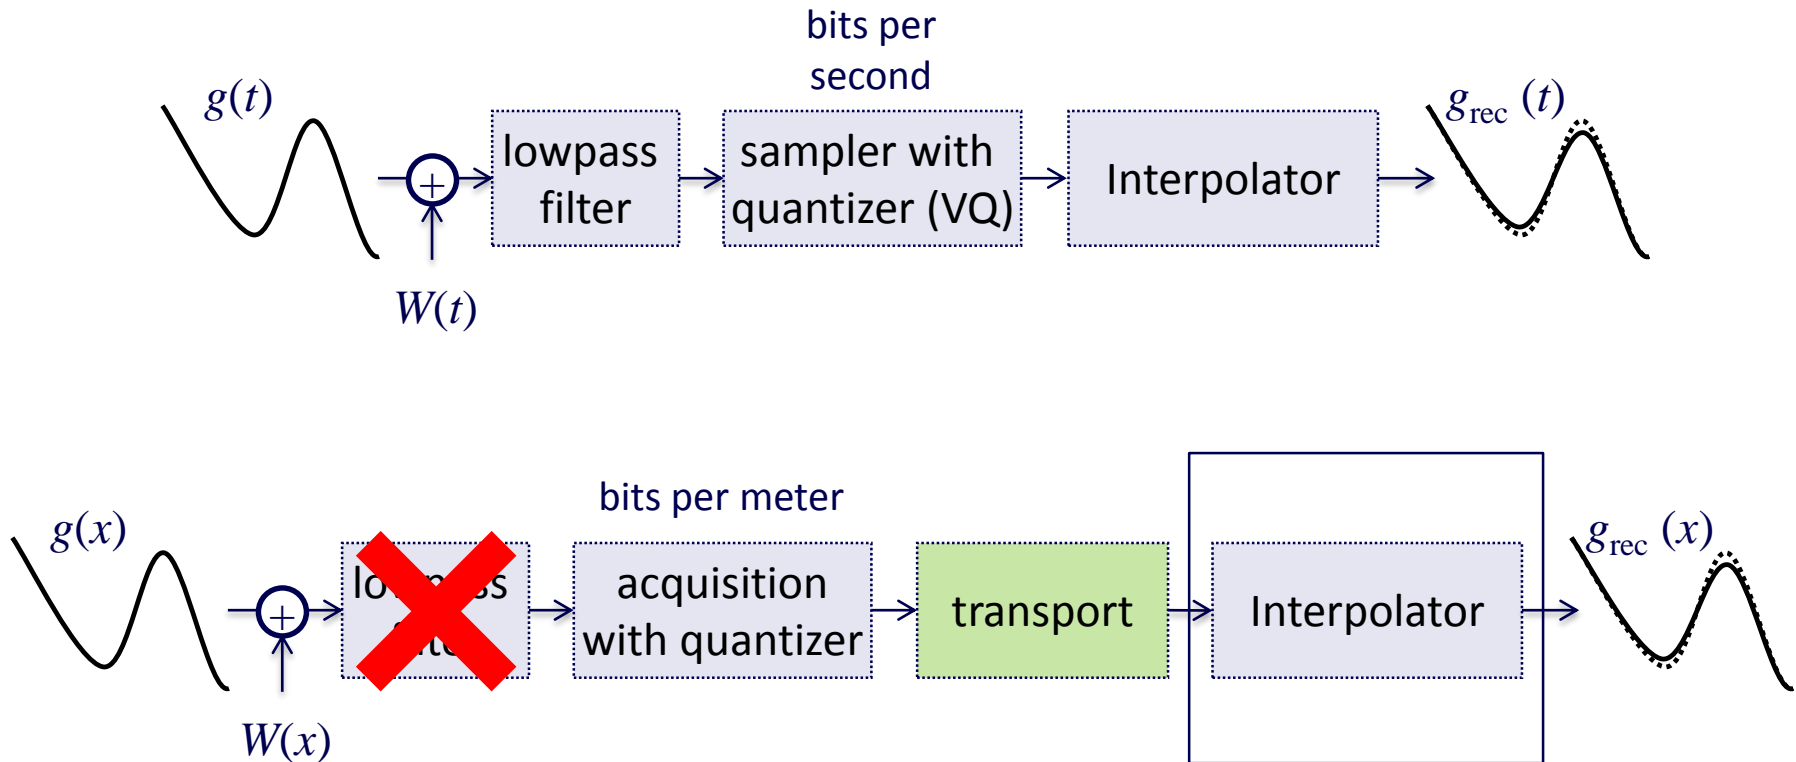 bits per
second
g(t)
lowpass
filter
sampler with
quantizer (VQ)
Interpolator
g_rec (t)
+
W(t)
bits per meter
g(x)
acquisition
with quantizer
transport
Interpolator
g_rec (x)
+
W(x)